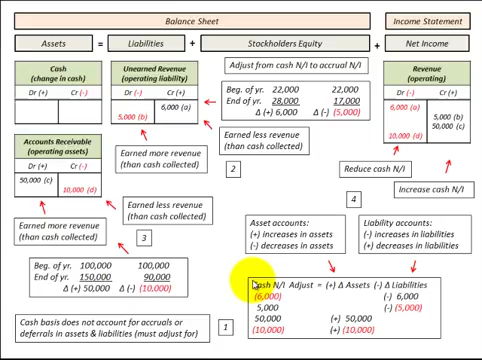 Balance Sheet
Income Statement
Assets = Liabilities + Stockholders Equity + Net Income
Cash
(change in cash)
Dr (+) Cr (-)
Unearned Revenue
(operating liability)
Dr (-) Cr (+)
6,000 (a)
5,000 (b)
Adjust from cash N/I to accrual N/I
Beg. of yr. 22,000 22,000
End of yr. 28,000 17,000
Δ (+) 6,000 Δ (-) (5,000)
Revenue
(operating)
Dr (-) Cr (+)
6,000 (a)
5,000 (b)
50,000 (c)
10,000 (d)
Accounts Receivable
(operating assets)
Dr (+) Cr (-)
50,000 (c)
10,000 (d)
Earned more revenue
(than cash collected)
Earned less revenue
(than cash collected)
2
Reduce cash N/I
Increase cash N/I
4
Earned less revenue
(than cash collected)
Earned more revenue
(than cash collected)
3
Asset accounts:
(+) increases in assets
(-) decreases in assets
Liability accounts:
(-) increases in liabilities
(+) decreases in liabilities
Beg. of yr. 100,000 100,000
End of yr. 150,000 90,000
Δ (+) 50,000 Δ (-) (10,000)
Cash N/I Adjust = (+) Δ Assets (-) Δ Liabilities
(6,000) (-) 6,000
5,000 (-) (5,000)
50,000 (+) 50,000
(10,000) (+) (10,000)
Cash basis does not account for accruals or
deferrals in assets & liabilities (must adjust for)
1